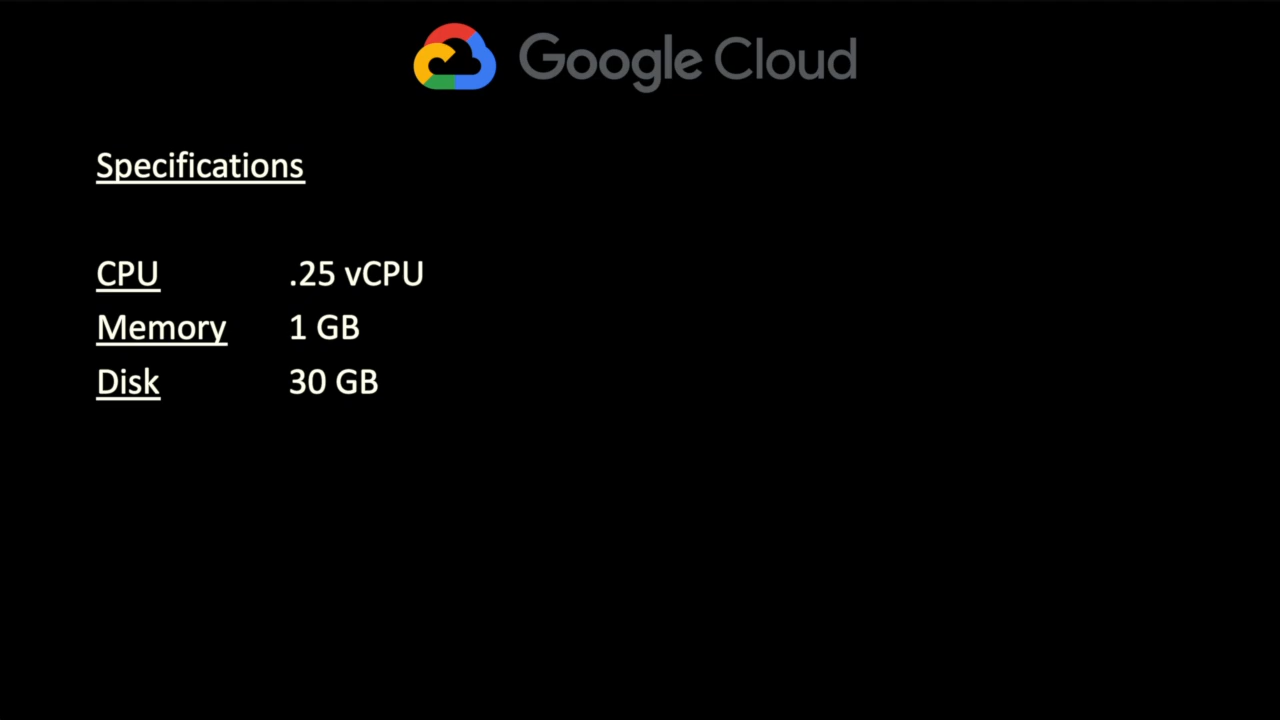 Google Cloud
Specifications
CPU .25 vCPU
Memory 1 GB
Disk 30 GB